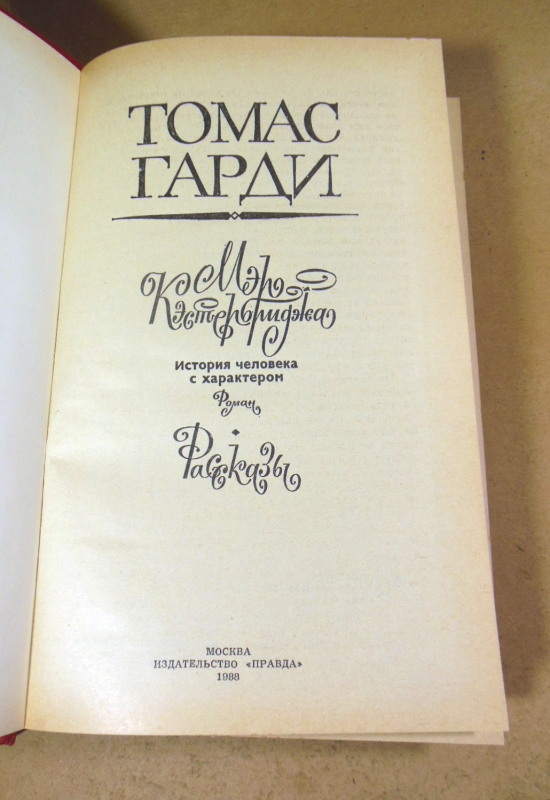 ТОМАС
ГАРДИ
Мэр
Кэстербриджа
История человека
с характером
Роман
Рассказы
МОСКВА
ИЗДАТЕЛЬСТВО «ПРАВДА»
1988